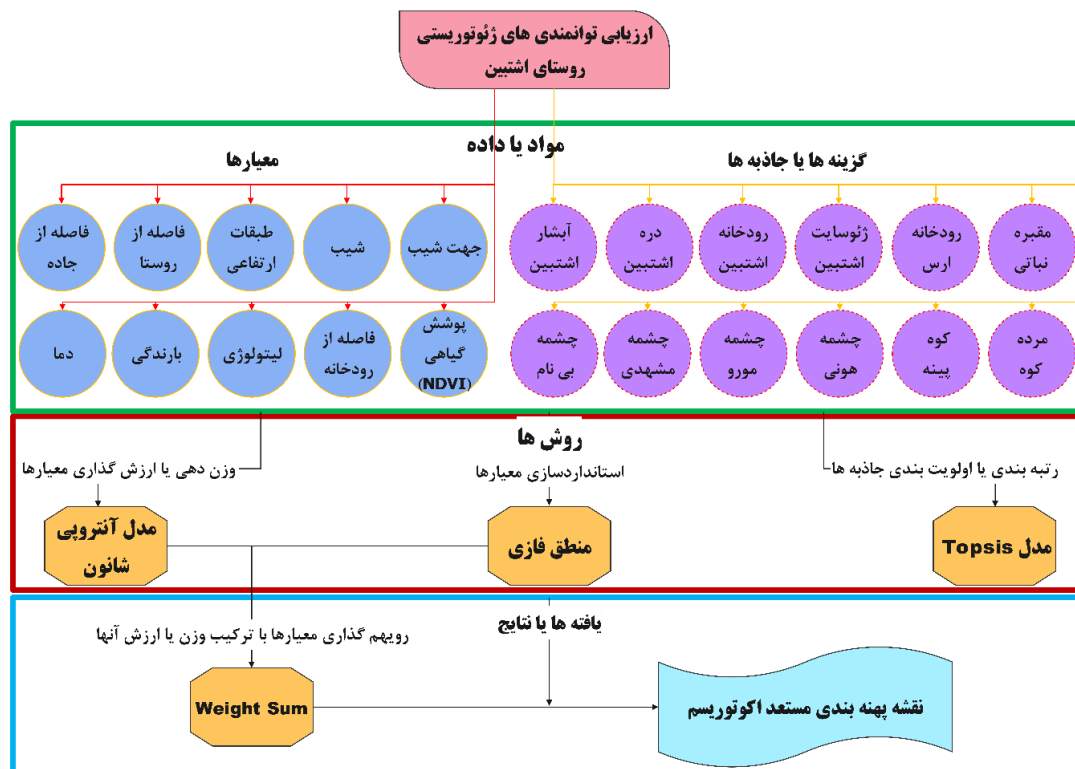 ارزیابی توانمندی های ژئوتوریستی
روستای اشتبین
مواد یا داده
گزینه ها یا جاذبه ها
معیارها
مقبره
نباتی
رودخانه
ارس
ژئوسایت
اشتبین
رودخانه
اشتبین
دره
اشتبین
آبشار
اشتبین
جهت شیب
شیب
طبقات
ارتفاعی
فاصله از
روستا
فاصله از
جاده
مرده
کوه
کوه
پینه
چشمه
هونی
چشمه
مورو
چشمه
مشهدی
چشمه
بی نام
پوشش
گیاهی
(NDVI)
فاصله از
رودخانه
لیتولوژی
بارندگی
دما
روش ها
رتبه بندی یا اولویت بندی جاذبه ها
استانداردسازی معیارها
وزن دهی یا ارزش گذاری معیارها
مدل Topsis
منطق فازی
مدل آنتروپی
شانون
یافته ها یا نتایج
رویهم گذاری معیارها با ترکیب وزن یا ارزش آنها
Weight Sum
نقشه پهنه بندی مستعد اکوتوریسم